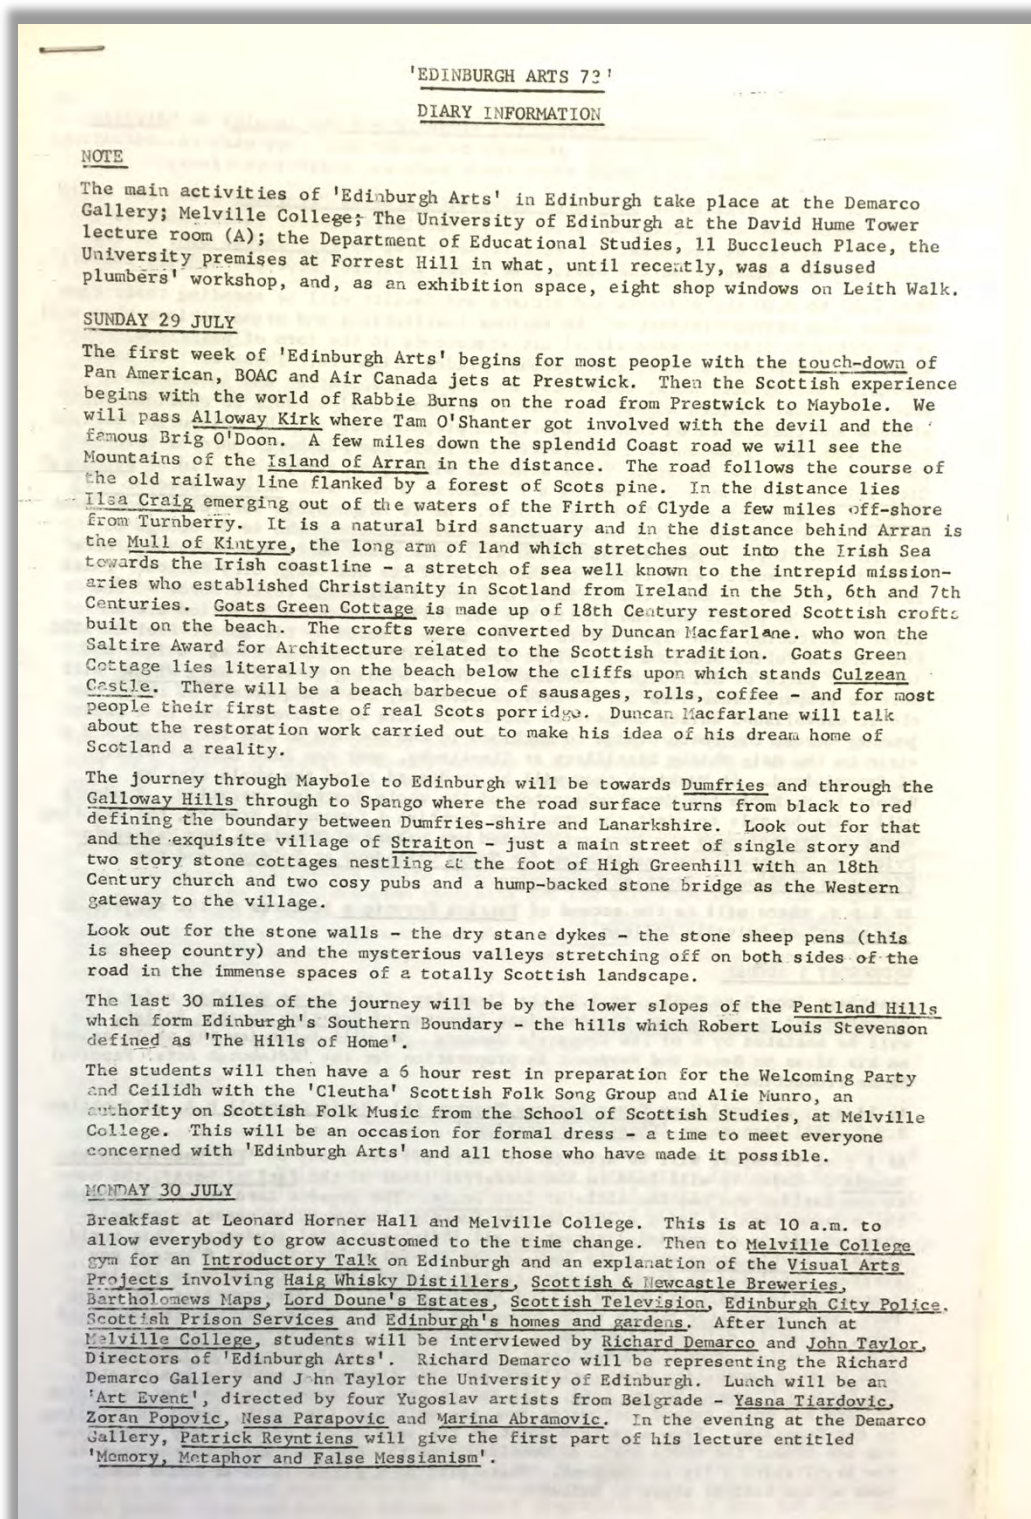 'EDINBURGH ARTS 73'
DIARY INFORMATION
NOTE
The main activities of 'Edinburgh Arts' in Edinburgh take place at the Demarco
Gallery; Melville College; The University of Edinburgh at the David Hume Tower
lecture room (A); the Department of Educational Studies, 11 Buccleuch Place, the
University premises at Forrest Hill in what, until recently, was a disused
plumbers' workshop, and, as an exhibition space, eight shop windows on Leith Walk.
SUNDAY 29 JULY
The first week of 'Edinburgh Arts' begins for most people with the touch-down of
Pan American, BOAC and Air Canada jets at Prestwick. Then the Scottish experience
begins with the world of Rabbie Burns on the road from Prestwick to Maybole. We
will pass Alloway Kirk where Tam O'Shanter got involved with the devil and the
famous Brig O'Doon. A few miles down the splendid Coast road we will see the
Mountains of the Island of Arran in the distance. The road follows the course of
the old railway line flanked by a forest of Scots pine. In the distance lies
Ilsa Craig emerging out of the waters of the Firth of Clyde a few miles off-shore
from Turnberry. It is a natural bird sanctuary and in the distance behind Arran is
the Mull of Kintyre, the long arm of land which stretches out into the Irish Sea
towards the Irish coastline - a stretch of sea well known to the intrepid mission-
aries who established Christianity in Scotland from Ireland in the 5th, 6th and 7th
Centuries. Goats Green Cottage is made up of 18th Century restored Scottish crofts
built on the beach. The crofts were converted by Duncan Macfarlane. who won the
Saltire Award for Architecture related to the Scottish tradition. Goats Green
Cottage lies literally on the beach below the cliffs upon which stands Culzean
Castle. There will be a beach barbecue of sausages, rolls, coffee - and for most
people their first taste of real Scots porridge. Duncan Macfarlane will talk
about the restoration work carried out to make his idea of his dream home of
Scotland a reality.
The journey through Maybole to Edinburgh will be towards Dumfries and through the
Galloway Hills through to Spango where the road surface turns from black to red
defining the boundary between Dumfries-shire and Lanarkshire. Look out for that
and the exquisite village of Straiton - just a main street of single story and
two story stone cottages nestling at the foot of High Greenhill with an 18th
Century church and two cosy pubs and a hump-backed stone bridge as the Western
gateway to the village.
Look out for the stone walls - the dry stane dykes - the stone sheep pens (this
is sheep country) and the mysterious valleys stretching off on both sides of the
road in the immense spaces of a totally Scottish landscape.
The last 30 miles of the journey will be by the lower slopes of the Pentland Hills
which form Edinburgh's Southern Boundary - the hills which Robert Louis Stevenson
defined as 'The Hills of Home'.
The students will then have a 6 hour rest in preparation for the Welcoming Party
and Ceilidh with the 'Cleutha' Scottish Folk Song Group and Alie Munro, an
authority on Scottish Folk Music from the School of Scottish Studies, at Melville
College. This will be an occasion for formal dress - a time to meet everyone
concerned with 'Edinburgh Arts' and all those who have made it possible.
MONDAY 30 JULY
Breakfast at Leonard Horner Hall and Melville College. This is at 10 a.m. to
allow everybody to grow accustomed to the time change. Then to Melville College
gym for an Introductory Talk on Edinburgh and an explanation of the Visual Arts
Projects involving Haig Whisky Distillers, Scottish & Newcastle Breweries,
Bartholomews Maps, Lord Doune's Estates, Scottish Television, Edinburgh City Police.
Scottish Prison Services and Edinburgh's homes and gardens. After lunch at
Melville College, students will be interviewed by Richard Demarco and John Taylor,
Directors of 'Edinburgh Arts'. Richard Demarco will be representing the Richard
Demarco Gallery and John Taylor the University of Edinburgh. Lunch will be an
'Art Event', directed by four Yugoslav artists from Belgrade - Yasna Tiardovic,
Zoran Popovic, Nesa Parapovic and Marina Abramovic. In the evening at the Demarco
Gallery, Patrick Reyntiens will give the first part of his lecture entitled
'Memory, Metaphor and False Messianism'.